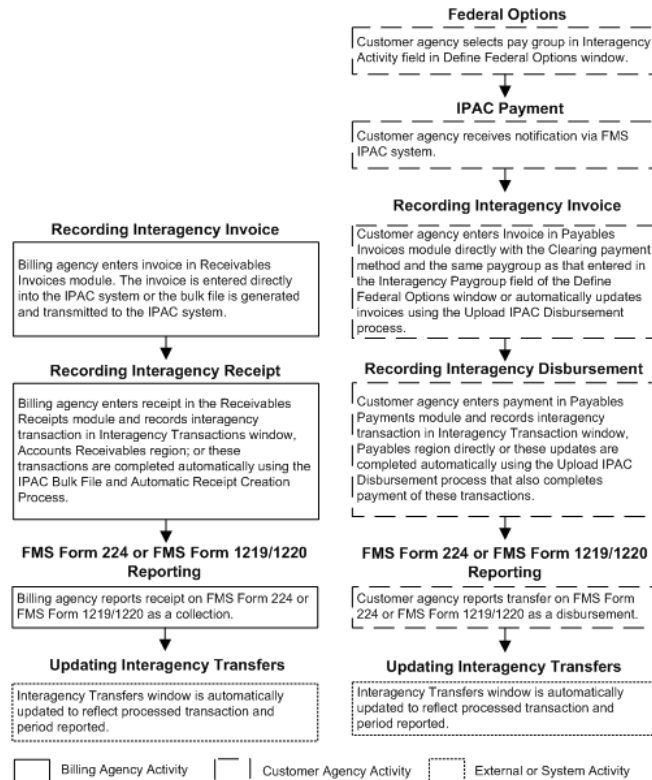 Federal Options
Customer agency selects pay group in Interagency
Activity field in Define Federal Options window.
IPAC Payment
Customer agency receives notification via FMS
IPAC system.
Recording Interagency Invoice
Billing agency enters invoice in Receivables
Invoices module. The invoice is entered directly
into the IPAC system or the bulk file is generated
and transmitted to the IPAC system.
Recording Interagency Receipt
Billing agency enters receipt in the Receivables
Receipts module and records interagency
transaction in Interagency Transactions window,
Accounts Receivables region; or these
transactions are completed automatically using the
IPAC Bulk File and Automatic Receipt Creation
Process.
FMS Form 224 or FMS Form 1219/1220
Reporting
Billing agency reports receipt on FMS Form 224 or
FMS Form 1219/1220 as a collection.
Updating Interagency Transfers
Interagency Transfers window is automatically
updated to reflect processed transaction and
period reported.
Recording Interagency Invoice
Customer agency enters Invoice in Payables
Invoices module directly with the Clearing payment
method and the same paygroup as that entered in
the Interagency Paygroup field of the Define
Federal Options window or automatically updates
invoices using the Upload IPAC Disbursement
process.
Recording Interagency Disbursement
Customer agency enters payment in Payables
Payments module and records interagency
transaction in Interagency Transaction window,
Payables region directly or these updates are
completed automatically using the Upload IPAC
Disbursement process that also completes
payment of these transactions.
FMS Form 224 or FMS Form 1219/1220
Reporting
Customer agency reports transfer on FMS Form
224 or FMS Form 1219/1220 as a disbursement.
Updating Interagency Transfers
Interagency Transfers window is automatically
updated to reflect processed transaction and
period reported.
Billing Agency Activity
Customer Agency Activity
External or System Activity